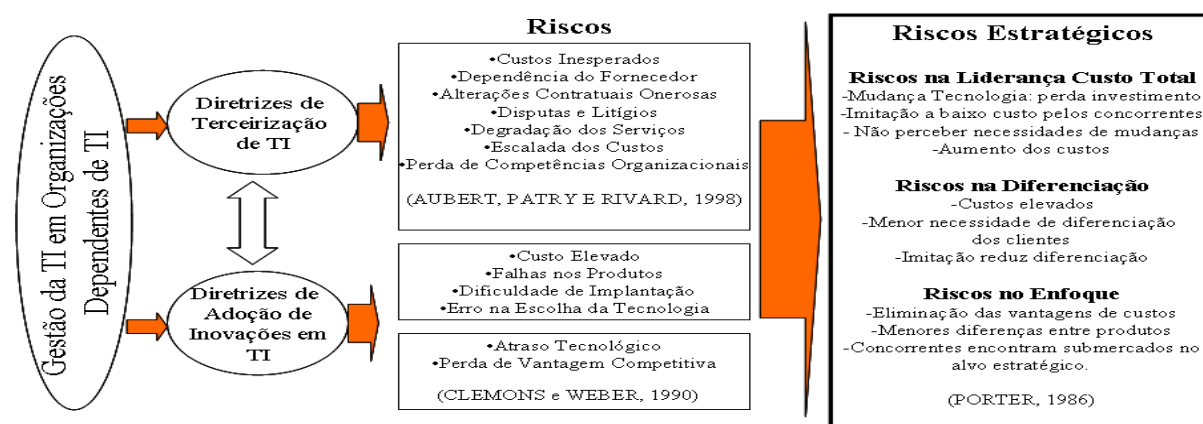 Gestão da TI em Organizações
Dependentes de TI
Diretrizes de
Terceirização
de TI
Diretrizes de
Adoção de
Inovações em
TI
Riscos
•Custos Inesperados
•Dependência do Fornecedor
•Alterações Contratuais Onerosas
•Disputas e Litígios
•Degradação dos Serviços
•Escalada dos Custos
•Perda de Competências Organizacionais
(AUBERT, PATRY E RIVARD, 1998)
•Custo Elevado
•Falhas nos Produtos
•Dificuldade de Implantação
•Erro na Escolha da Tecnologia
•Atraso Tecnológico
•Perda de Vantagem Competitiva
(CLEMONS e WEBER, 1990)
Riscos Estratégicos
Riscos na Liderança Custo Total
-Mudança Tecnologia: perda investimento
-Imitação a baixo custo pelos concorrentes
- Não perceber necessidades de mudanças
-Aumento dos custos
Riscos na Diferenciação
-Custos elevados
-Menor necessidade de diferenciação
dos clientes
-Imitação reduz diferenciação
Riscos no Enfoque
-Eliminação das vantagens de custos
-Menores diferenças entre produtos
-Concorrentes encontram submercados no
alvo estratégico.
(PORTER, 1986)